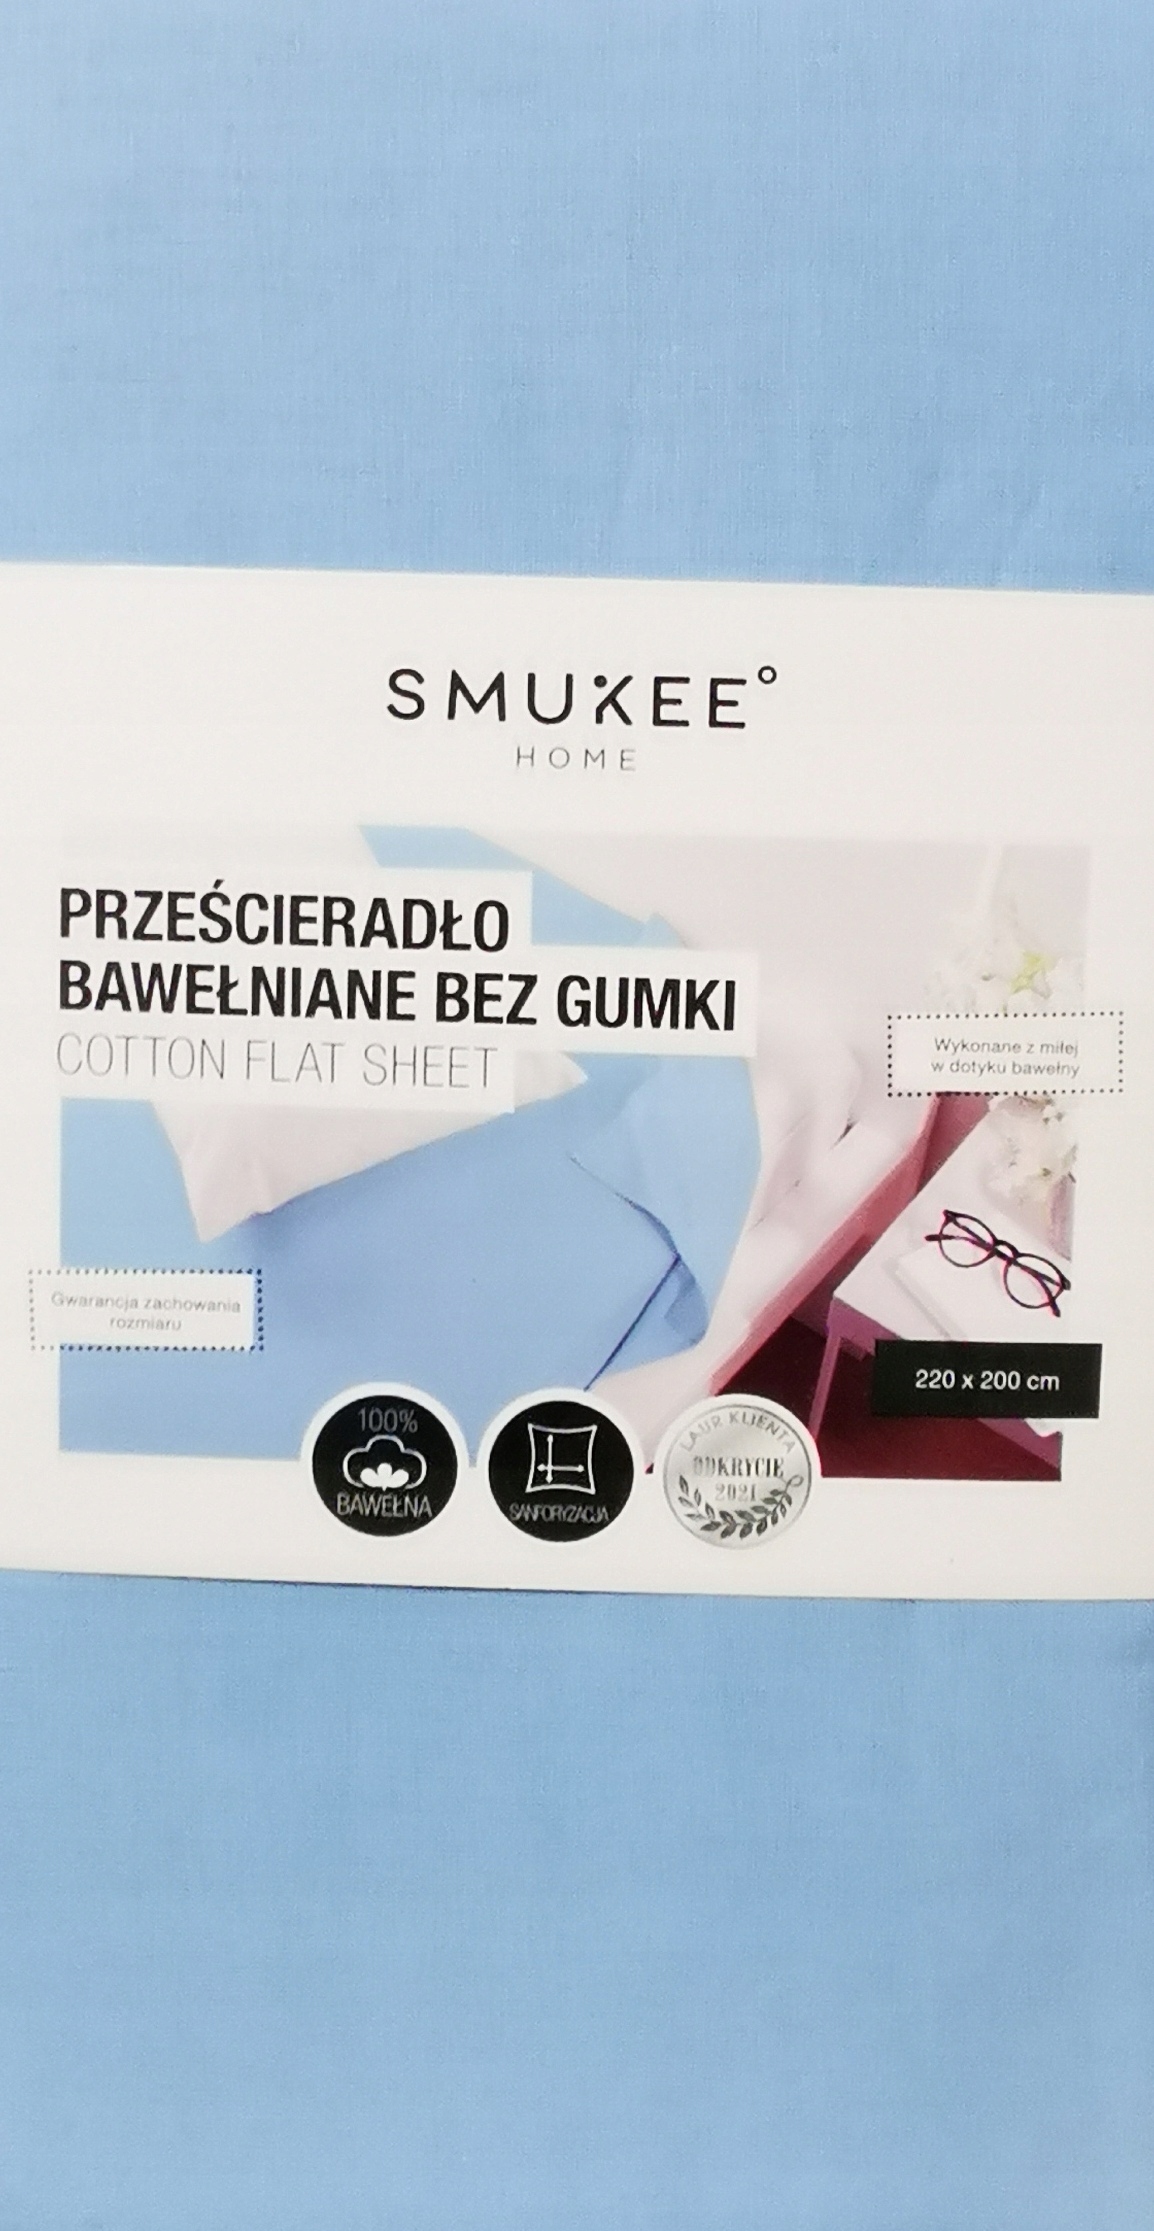 SMUKEE°
HOME
PRZEŚCIERADŁO
BAWEŁNIANE BEZ GUMKI
COTTON FLAT SHEET
Wykonane z miłej
w dotyku bawełny
Gwarancja zachowania
rozmiaru
220 x 200 cm
100%
BAWEŁNA
SANFORYZACJA
LAUR KLIENTA
ODKRYCIE
2021